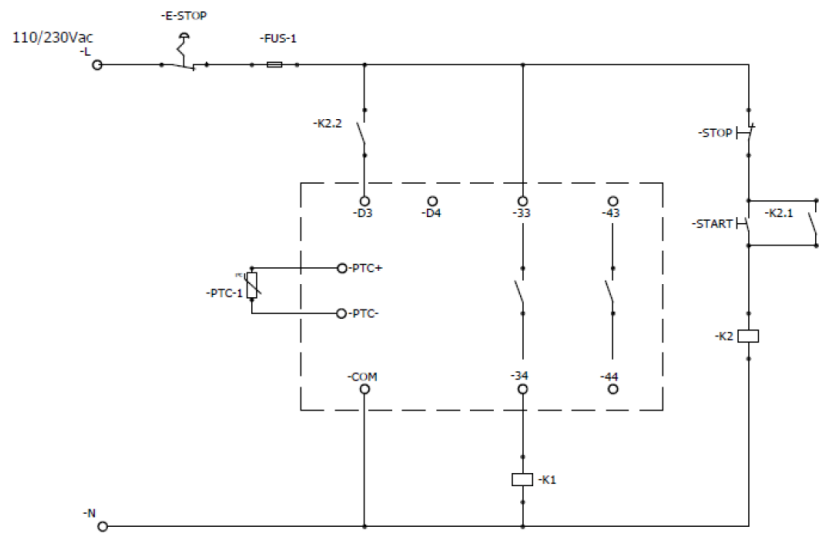 -E-STOP
110/230Vac
-L
-FUS-1
-K2.2
-STOP
-D3
-D4
-33
-43
-START
-K2.1
-PTC+
-PTC-1
-PTC-
-K2
-COM
-34
-44
-K1
-N